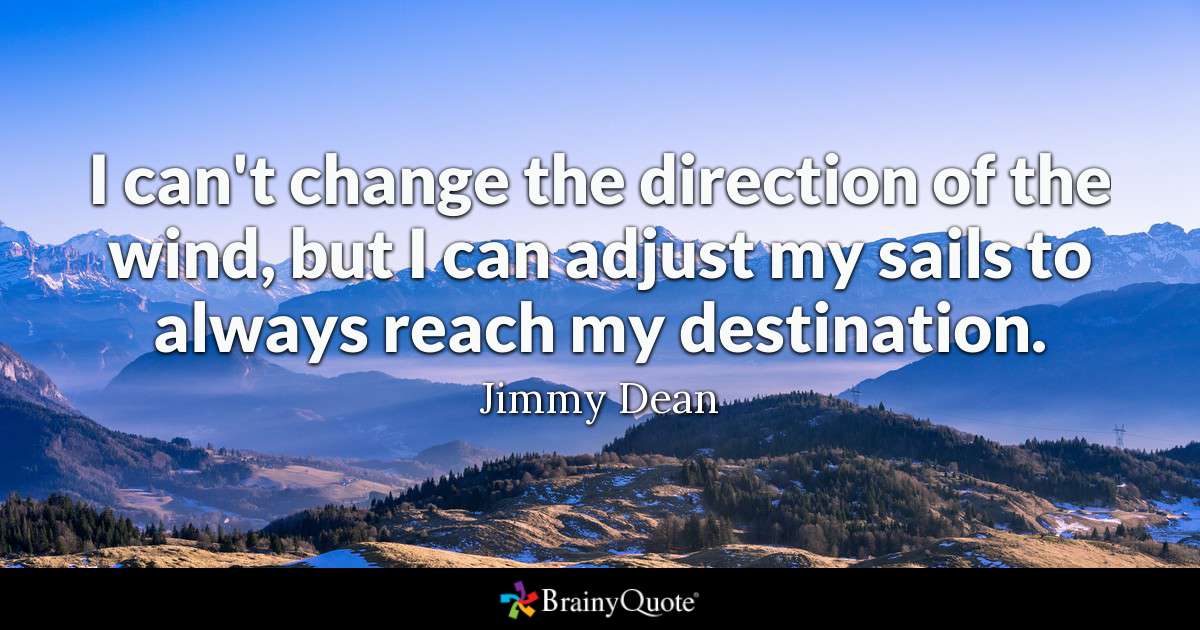 I can't change the direction of the
wind, but I can adjust my sails to
always reach my destination.
Jimmy Dean
BrainyQuote®